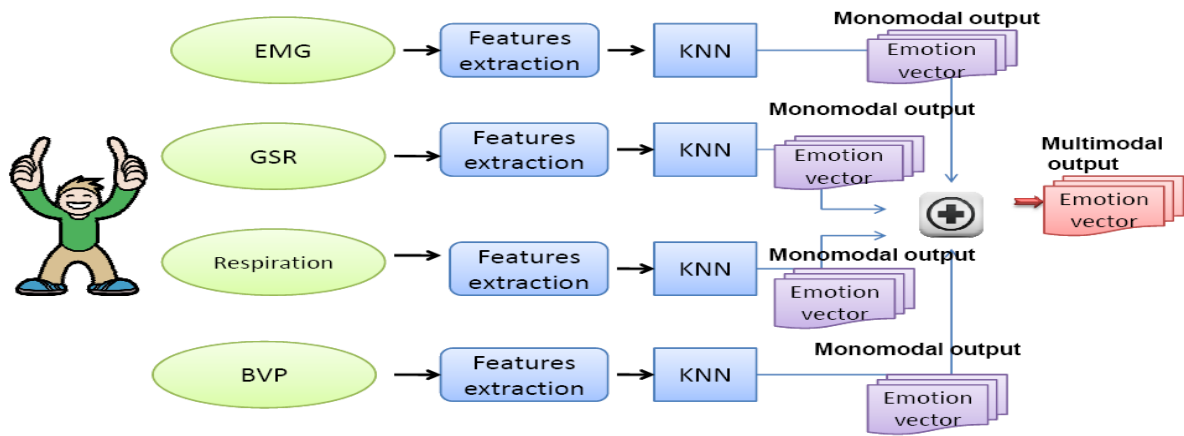 EMG
Features
extraction
KNN
Monomodal output
Emotion
vector
GSR
Features
extraction
KNN
Monomodal output
Emotion
vector
Multimodal
output
Emotion
vector
Respiration
Features
extraction
KNN
Monomodal output
Emotion
vector
BVP
Features
extraction
KNN
Monomodal output
Emotion
vector